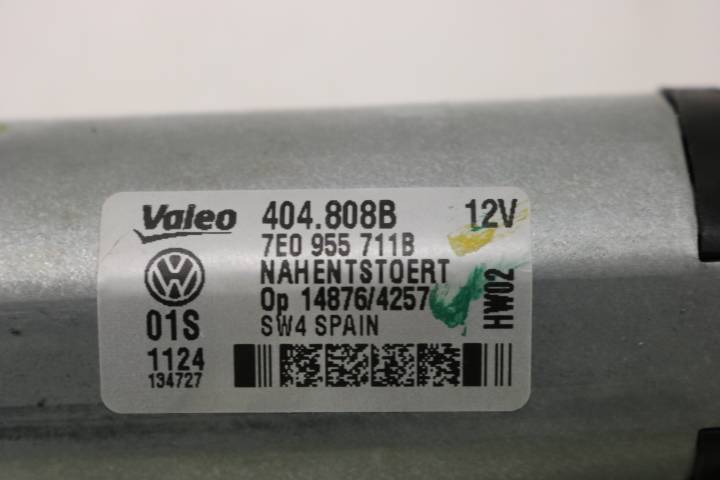 Valeo 404.808B 12V
7E0 955 711B
NAHENTSTOERT
Op 14876/4257
01S SW4 SPAIN
HW02
1124
134727